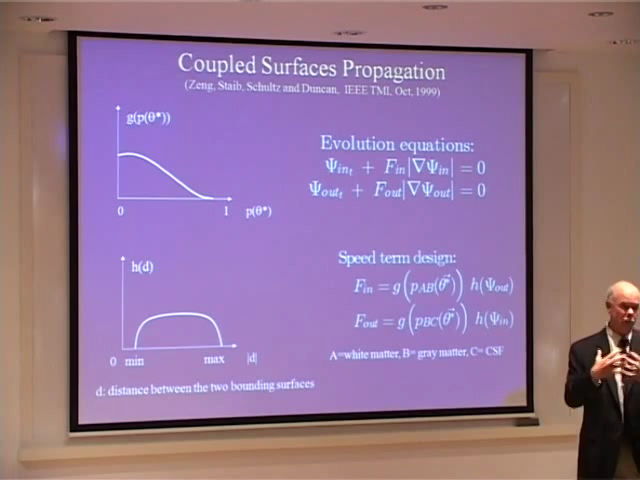 Coupled Surfaces Propagation
(Zeng, Staib, Schultz and Duncan, IEEE TMI, Oct, 1999)
g(p(θ*))
0 1 p(θ*)
Evolution equations:
Ψin_t + F_in|∇Ψ_in| = 0
Ψout_t + F_out|∇Ψ_out| = 0
h(d)
0 min max |d|
Speed term design:
F_in = g(p_AB(θ⃗*)) h(Ψ_out)
F_out = g(p_BC(θ⃗*)) h(Ψ_in)
A=white matter, B= gray matter, C= CSF
d: distance between the two bounding surfaces